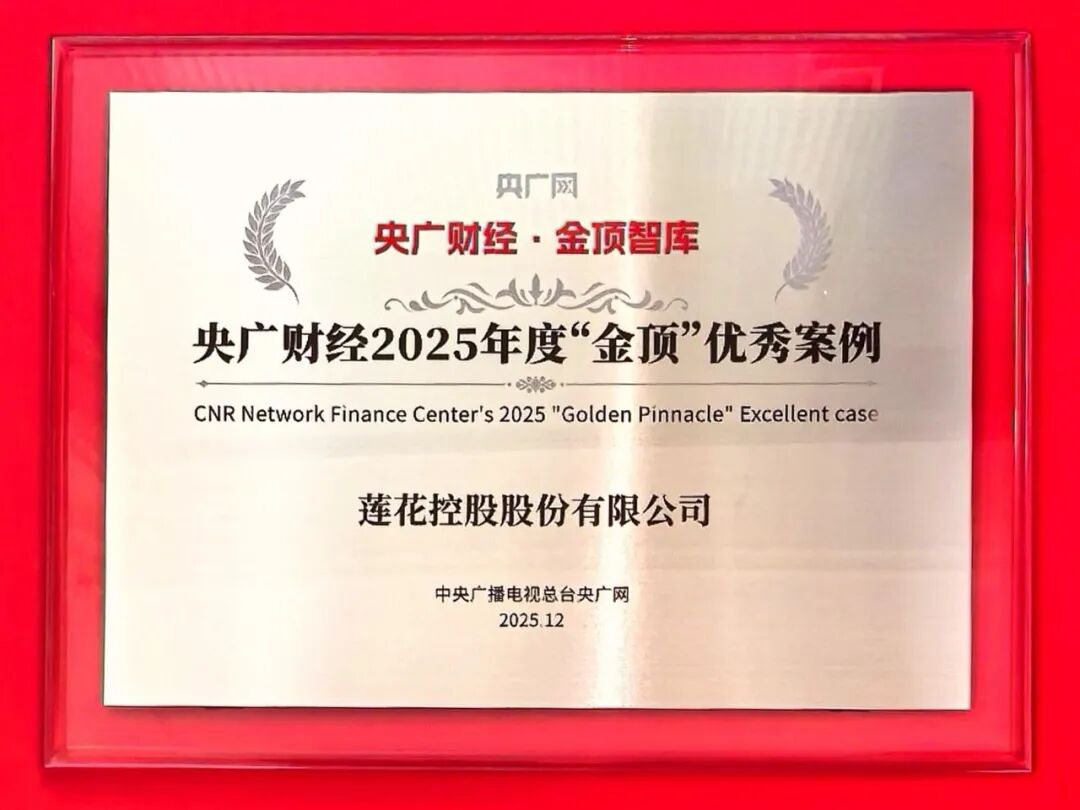 央广网
央广财经·金顶智库
央广财经2025年度“金顶”优秀案例
CNR Network Finance Center's 2025 "Golden Pinnacle" Excellent case
莲花控股股份有限公司
中央广播电视总台央广网
2025.12